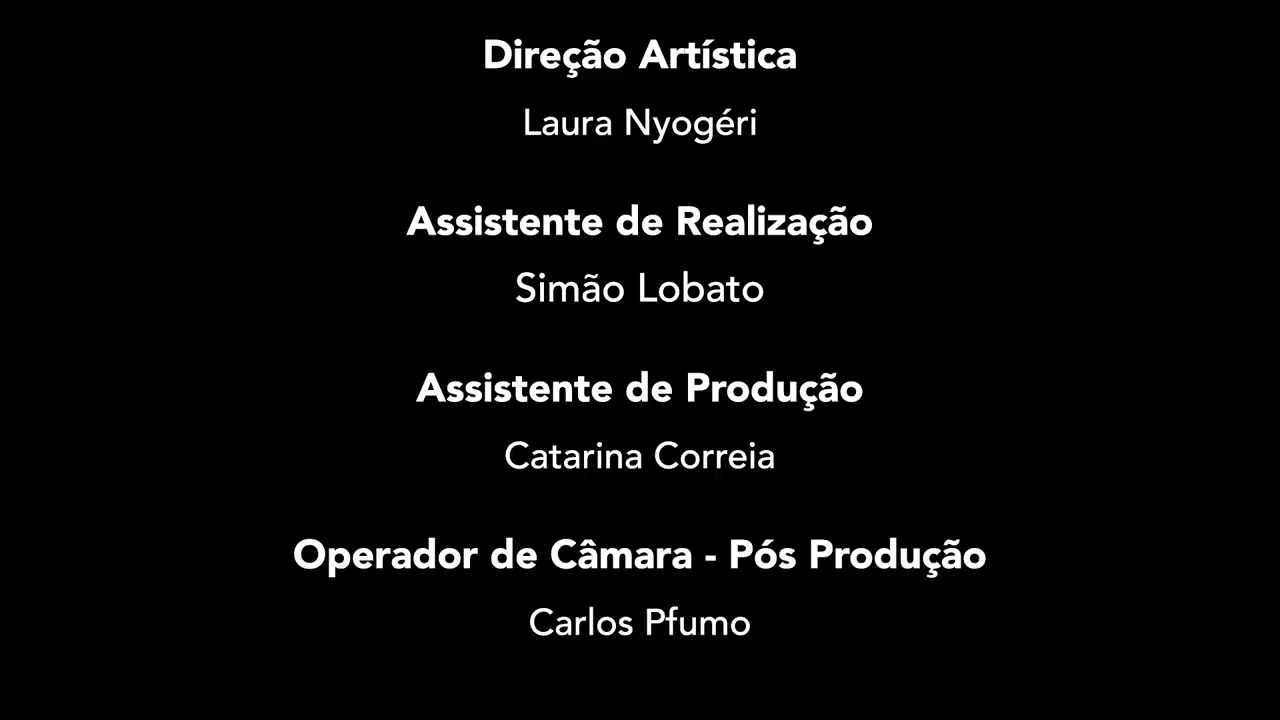 Direção Artística
Laura Nyogéri
Assistente de Realização
Simão Lobato
Assistente de Produção
Catarina Correia
Operador de Câmara - Pós Produção
Carlos Pfumo